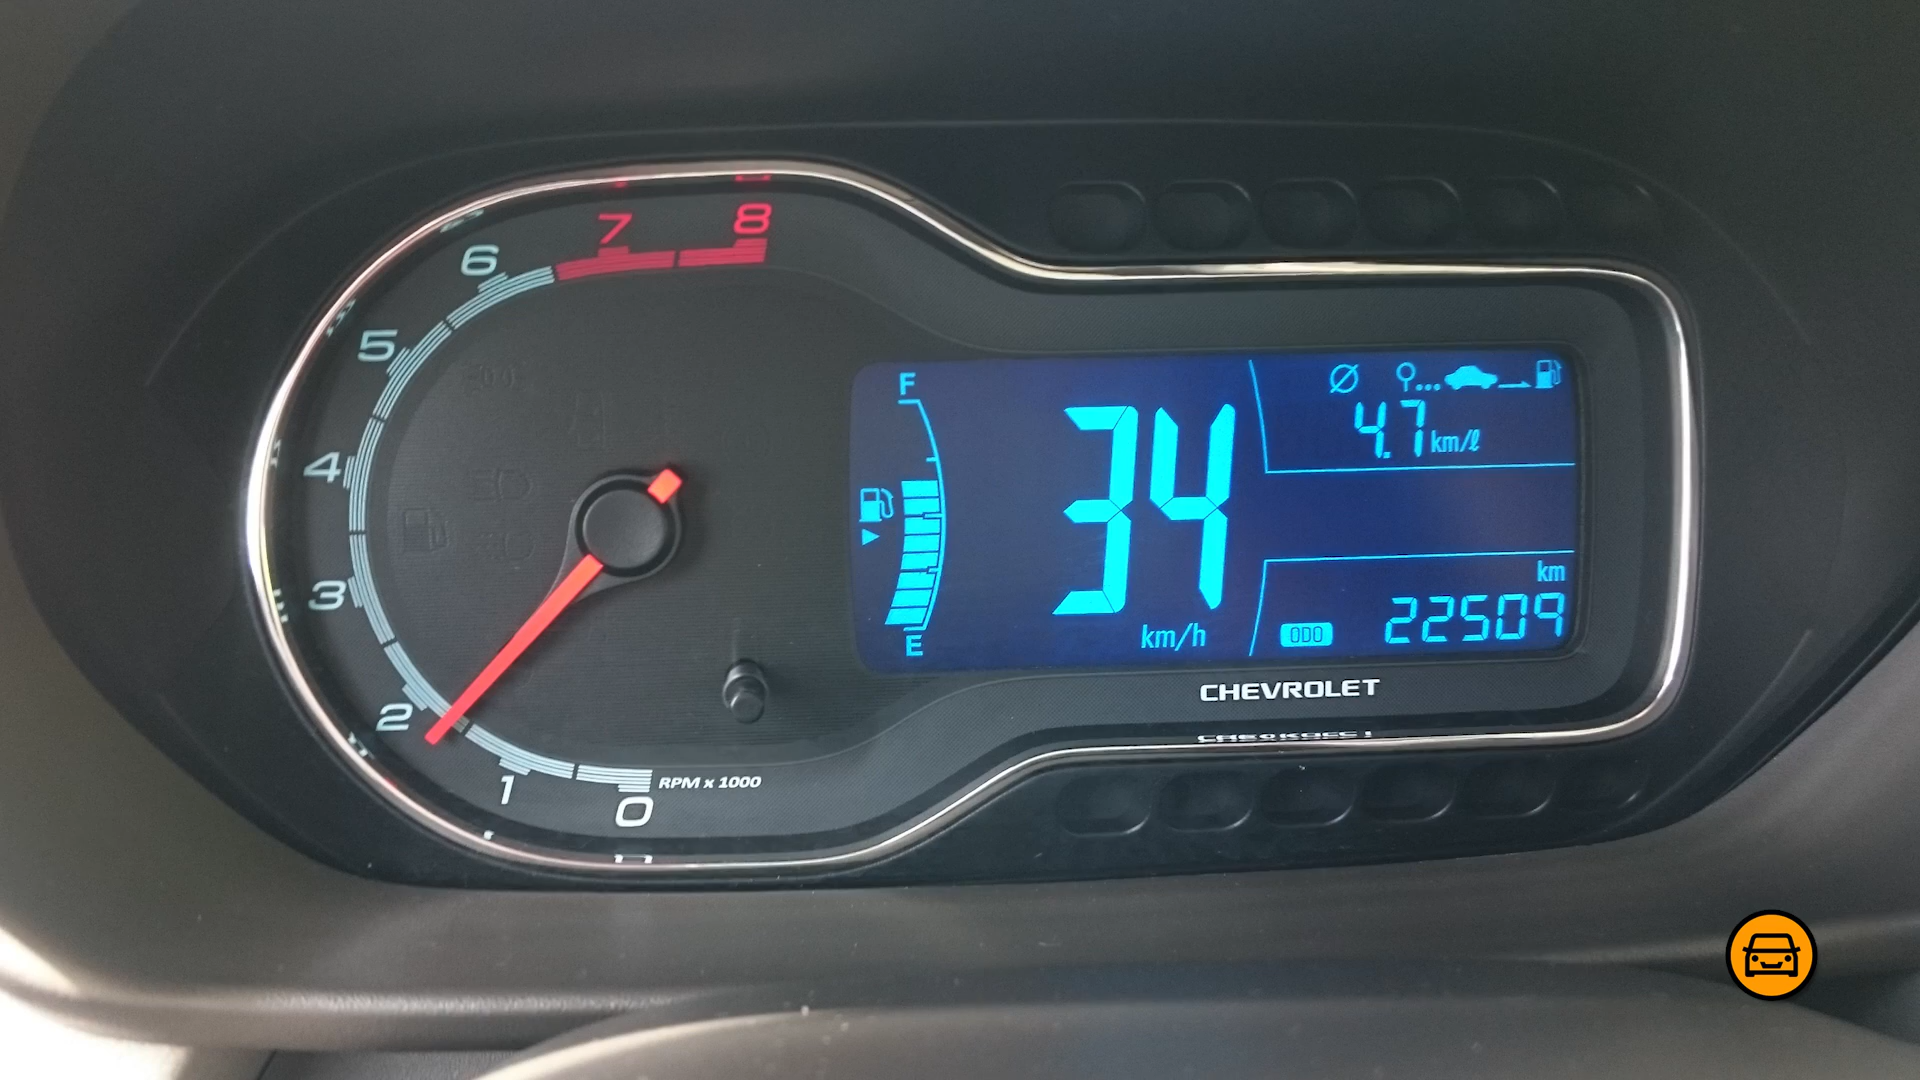 8
7
6
5
4
3
2
1
0
RPM x 1000
F
E
34
km/h
4.7 km/ℓ
km
ODO 22509
CHEVROLET